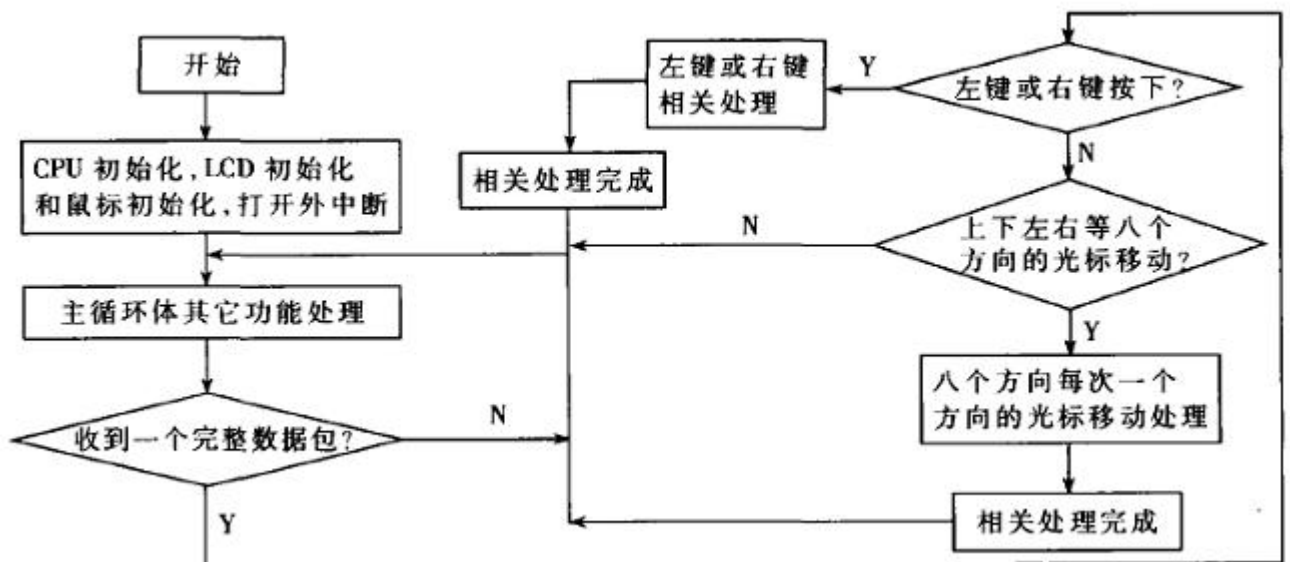 开始
CPU 初始化,LCD 初始化
和鼠标初始化,打开外中断
主循环体其它功能处理
收到一个完整数据包?
N
Y
左键或右键
相关处理
相关处理完成
Y
左键或右键按下?
N
上下左右等八个
方向的光标移动?
N
Y
八个方向每次一个
方向的光标移动处理
相关处理完成